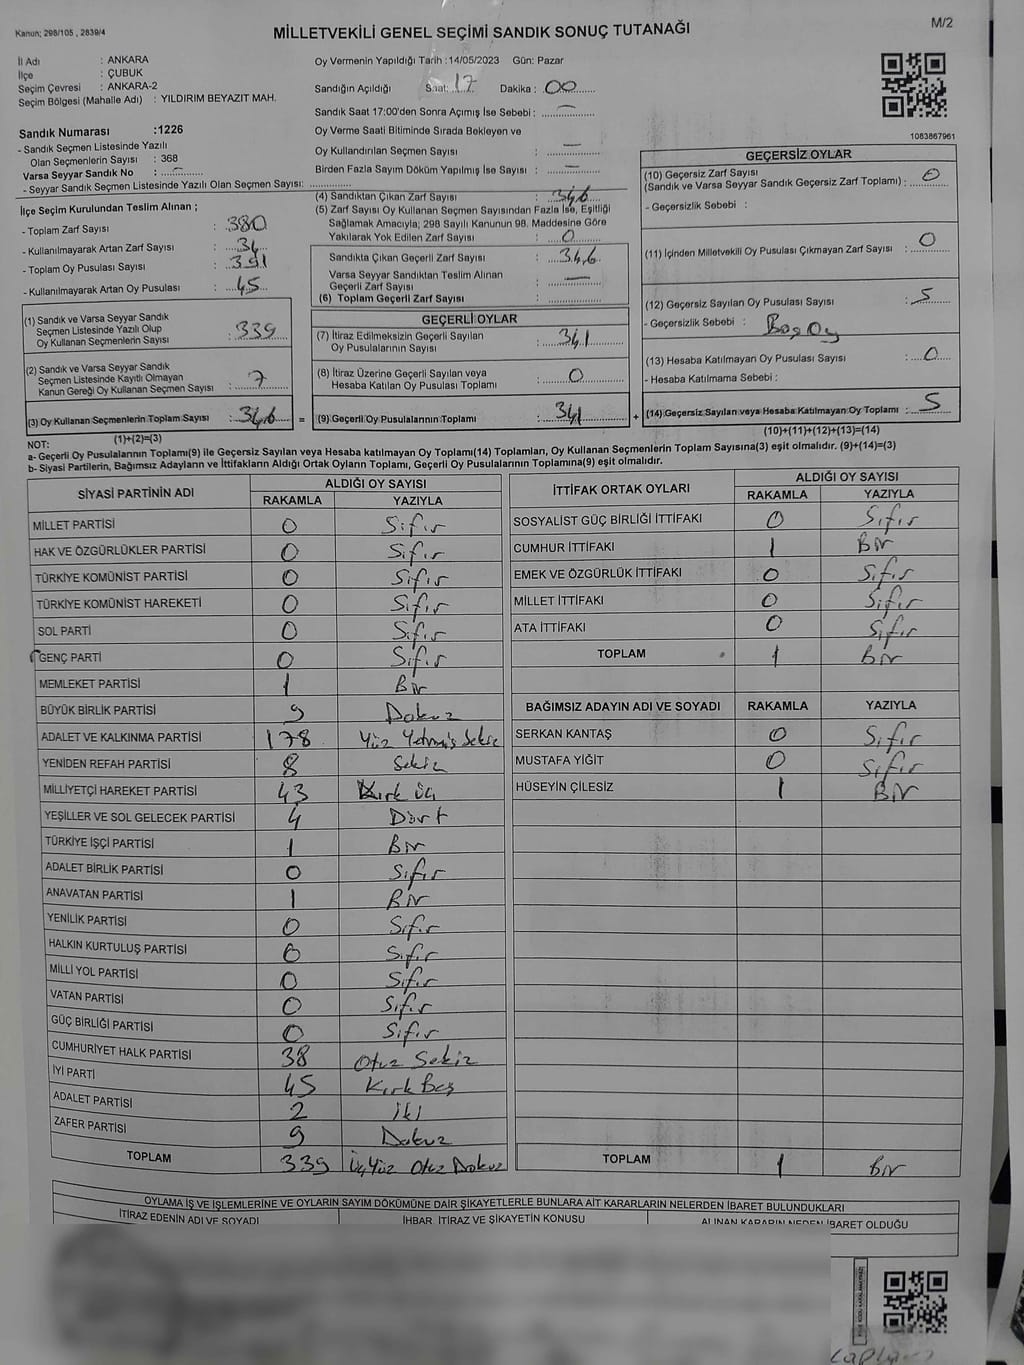 Kanun; 298/105 , 2839/4
MİLLETVEKİLİ GENEL SEÇİMİ SANDIK SONUÇ TUTANAĞI
M/2
İl Adı : ANKARA
İlçe : ÇUBUK
Seçim Çevresi : ANKARA-2
Seçim Bölgesi (Mahalle Adı) : YILDIRIM BEYAZIT MAH.
Sandık Numarası :1226
- Sandık Seçmen Listesinde Yazılı
Olan Seçmenlerin Sayısı : 368
Varsa Seyyar Sandık No : –
- Seyyar Sandık Seçmen Listesinde Yazılı Olan Seçmen Sayısı:
Oy Vermenin Yapıldığı Tarih :14/05/2023 Gün: Pazar
Sandığın Açıldığı Saat: 17 Dakika : 00
Sandık Saat 17:00'den Sonra Açımış İse Sebebi : —
Oy Verme Saati Bitiminde Sırada Bekleyen ve
Oy Kullandırılan Seçmen Sayısı : —
Birden Fazla Sayım Döküm Yapılmış İse Sayısı : —
1083867961
İlçe Seçim Kurulundan Teslim Alınan ;
- Toplam Zarf Sayısı : 380
- Kullanılmayarak Artan Zarf Sayısı : 34
- Toplam Oy Pusulası Sayısı : 391
- Kullanılmayarak Artan Oy Pusulası : 45
(1) Sandık ve Varsa Seyyar Sandık
Seçmen Listesinde Yazılı Olup
Oy Kullanan Seçmenlerin Sayısı : 339
(2) Sandık ve Varsa Seyyar Sandık
Seçmen Listesinde Kayıtlı Olmayan
Kanun Gereği Oy Kullanan Seçmen Sayısı : 7
(3) Oy Kullanan Seçmenlerin Toplam Sayısı : 346 =
(1)+(2)=(3)
(4) Sandıktan Çıkan Zarf Sayısı : 346
(5) Zarf Sayısı Oy Kullanan Seçmen Sayısından Fazla İse, Eşitliği
Sağlamak Amacıyla; 298 Sayılı Kanunun 98. Maddesine Göre
Yakılarak Yok Edilen Zarf Sayısı : 0
Sandıkta Çıkan Geçerli Zarf Sayısı : 346
Varsa Seyyar Sandıktan Teslim Alınan
Geçerli Zarf Sayısı : —
(6) Toplam Geçerli Zarf Sayısı :
GEÇERLİ OYLAR
(7) İtiraz Edilmeksizin Geçerli Sayılan
Oy Pusulalarının Sayısı : 341
(8) İtiraz Üzerine Geçerli Sayılan veya
Hesaba Katılan Oy Pusulası Toplamı : 0
(9) Geçerli Oy Pusulalarının Toplamı : 341 +
GEÇERSİZ OYLAR
(10) Geçersiz Zarf Sayısı
(Sandık ve Varsa Seyyar Sandık Geçersiz Zarf Toplamı) : 0
- Geçersizlik Sebebi :
(11) İçinden Milletvekili Oy Pusulası Çıkmayan Zarf Sayısı : 0
(12) Geçersiz Sayılan Oy Pusulası Sayısı : 5
- Geçersizlik Sebebi : Boş Oy
(13) Hesaba Katılmayan Oy Pusulası Sayısı : 0
- Hesaba Katılmama Sebebi :
(14) Geçersiz Sayılan veya Hesaba Katılmayan Oy Toplamı : 5
(10)+(11)+(12)+(13)=(14)
NOT:
a- Geçerli Oy Pusulalarının Toplamı(9) ile Geçersiz Sayılan veya Hesaba katılmayan Oy Toplamı(14) Toplamları, Oy Kullanan Seçmenlerin Toplam Sayısına(3) eşit olmalıdır. (9)+(14)=(3)
b- Siyasi Partilerin, Bağımsız Adayların ve İttifakların Aldığı Ortak Oyların Toplamı, Geçerli Oy Pusulalarının Toplamına(9) eşit olmalıdır.
SİYASİ PARTİNİN ADI ALDIĞI OY SAYISI
RAKAMLA YAZIYLA
MİLLET PARTİSİ 0 Sıfır
HAK VE ÖZGÜRLÜKLER PARTİSİ 0 Sıfır
TÜRKİYE KOMÜNİST PARTİSİ 0 Sıfır
TÜRKİYE KOMÜNİST HAREKETİ 0 Sıfır
SOL PARTİ 0 Sıfır
GENÇ PARTİ 0 Sıfır
MEMLEKET PARTİSİ 1 Bir
BÜYÜK BİRLİK PARTİSİ 9 Dokuz
ADALET VE KALKINMA PARTİSİ 178 Yüz Yetmiş Sekiz
YENİDEN REFAH PARTİSİ 8 Sekiz
MİLLİYETÇİ HAREKET PARTİSİ 43 Kırk üç
YEŞİLLER VE SOL GELECEK PARTİSİ 4 Dört
TÜRKİYE İŞÇİ PARTİSİ 1 Bir
ADALET BİRLİK PARTİSİ 0 Sıfır
ANAVATAN PARTİSİ 1 Bir
YENİLİK PARTİSİ 0 Sıfır
HALKIN KURTULUŞ PARTİSİ 0 Sıfır
MİLLİ YOL PARTİSİ 0 Sıfır
VATAN PARTİSİ 0 Sıfır
GÜÇ BİRLİĞİ PARTİSİ 0 Sıfır
CUMHURİYET HALK PARTİSİ 38 Otuz Sekiz
İYİ PARTİ 45 Kırk Beş
ADALET PARTİSİ 2 iki
ZAFER PARTİSİ 9 Dokuz
TOPLAM 339 Üçyüz Otuz Dokuz
İTTİFAK ORTAK OYLARI ALDIĞI OY SAYISI
RAKAMLA YAZIYLA
SOSYALİST GÜÇ BİRLİĞİ İTTİFAKI 0 Sıfır
CUMHUR İTTİFAKI 1 Bir
EMEK VE ÖZGÜRLÜK İTTİFAKI 0 Sıfır
MİLLET İTTİFAKI 0 Sıfır
ATA İTTİFAKI 0 Sıfır
TOPLAM 1 Bir
BAĞIMSIZ ADAYIN ADI VE SOYADI RAKAMLA YAZIYLA
SERKAN KANTAŞ 0 Sıfır
MUSTAFA YİĞİT 0 Sıfır
HÜSEYİN ÇİLESİZ 1 Bir
TOPLAM 1 Bir
OYLAMA İŞ VE İŞLEMLERİNE VE OYLARIN SAYIM DÖKÜMÜNE DAİR ŞİKAYETLERLE BUNLARA AİT KARARLARIN NELERDEN İBARET BULUNDUKLARI
İTİRAZ EDENİN ADI VE SOYADI İHBAR, İTİRAZ VE ŞİKAYETİN KONUSU ALINAN KARARIN NEDEN İBARET OLDUĞU